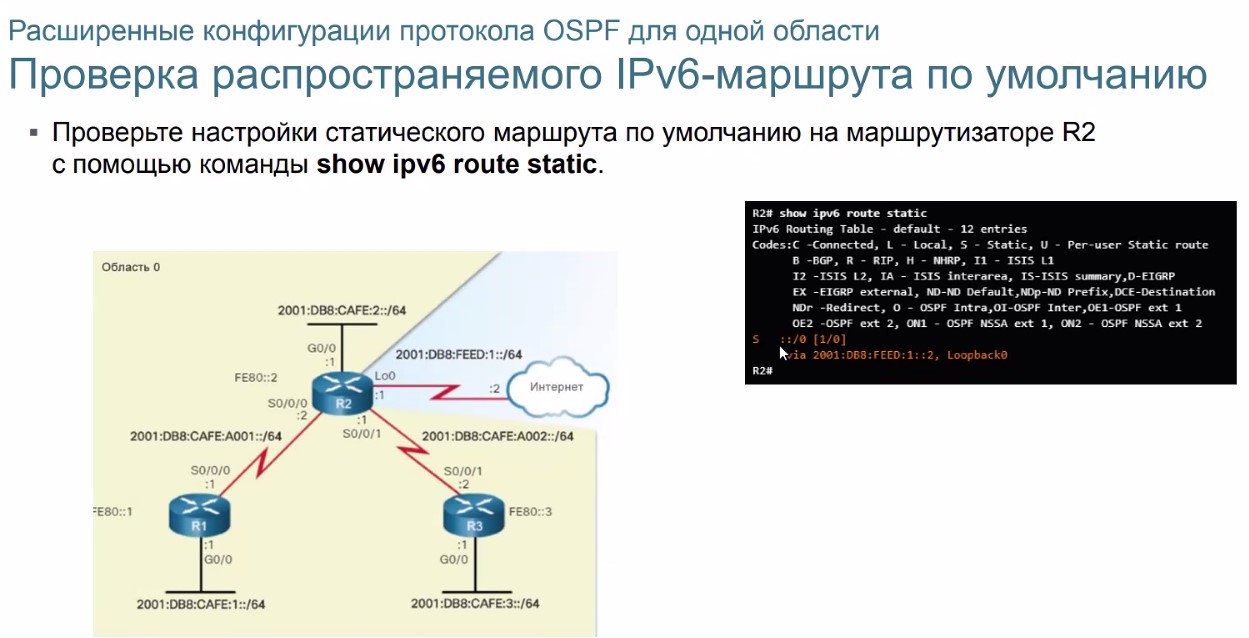 Расширенные конфигурации протокола OSPF для одной области
Проверка распространяемого IPv6-маршрута по умолчанию
▪ Проверьте настройки статического маршрута по умолчанию на маршрутизаторе R2
с помощью команды show ipv6 route static.
R2# show ipv6 route static
IPv6 Routing Table - default - 12 entries
Codes:C -Connected, L - Local, S - Static, U - Per-user Static route
B -BGP, R - RIP, H - NHRP, I1 - ISIS L1
I2 -ISIS L2, IA - ISIS interarea, IS-ISIS summary,D-EIGRP
EX -EIGRP external, ND-ND Default,NDp-ND Prefix,DCE-Destination
NDr -Redirect, O - OSPF Intra,OI-OSPF Inter,OE1-OSPF ext 1
OE2 -OSPF ext 2, ON1 - OSPF NSSA ext 1, ON2 - OSPF NSSA ext 2
S ::/0 [1/0]
via 2001:DB8:FEED:1::2, Loopback0
R2#
Область 0
2001:DB8:CAFE:2::/64
G0/0
:1
2001:DB8:FEED:1::/64
FE80::2
Lo0
:1
R2
:2
Интернет
S0/0/0
:2
:1
S0/0/1
2001:DB8:CAFE:A001::/64
2001:DB8:CAFE:A002::/64
S0/0/0
:1
S0/0/1
:2
FE80::1
R1
R3
FE80::3
:1
G0/0
:1
G0/0
2001:DB8:CAFE:1::/64
2001:DB8:CAFE:3::/64